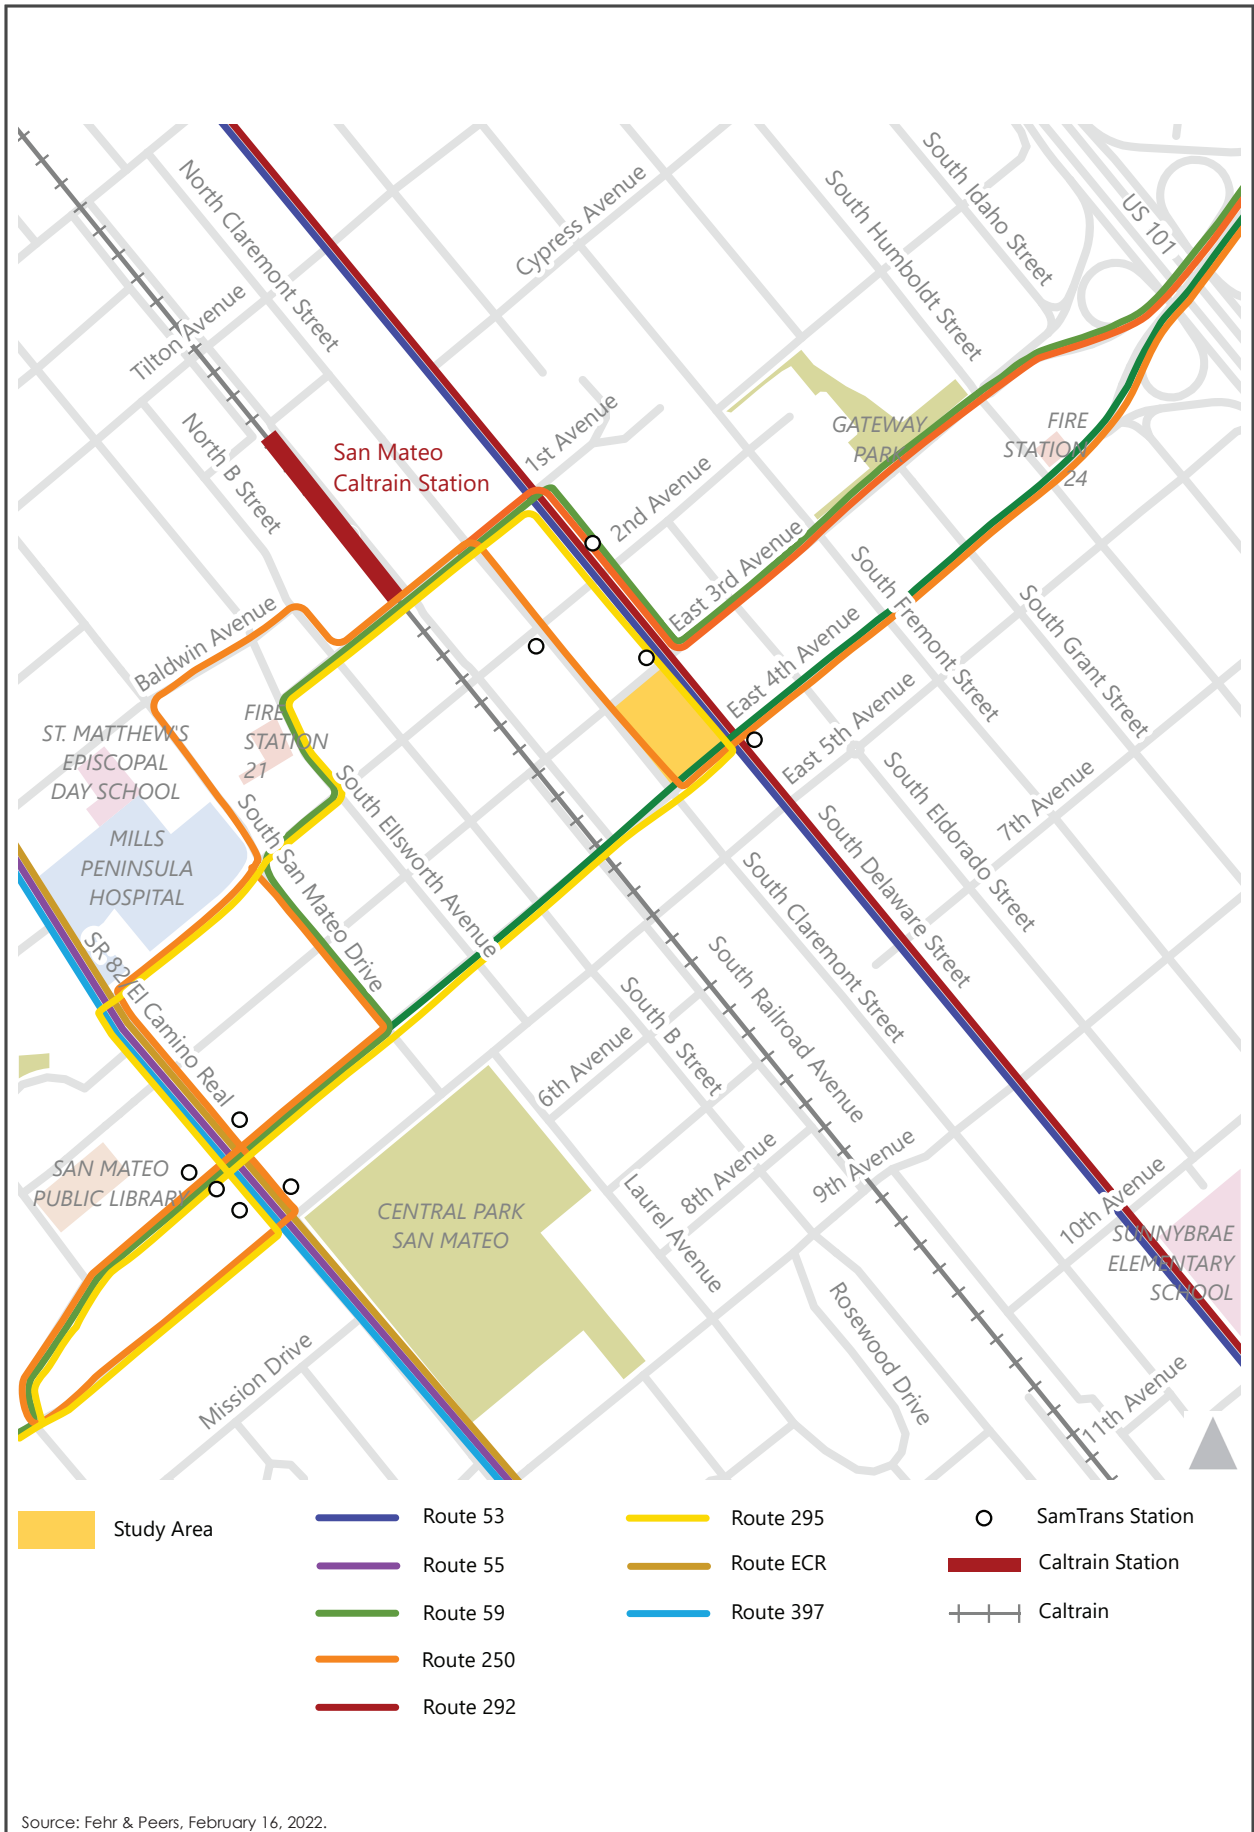 North Claremont Street
Cypress Avenue
South Idaho Street
US 101
South Humboldt Street
Tilton Avenue
North B Street
San Mateo
Caltrain Station
1st Avenue
2nd Avenue
GATEWAY
PARK
FIRE
STATION
24
East 3rd Avenue
South Fremont Street
South Grant Street
Baldwin Avenue
East 4th Avenue
East 5th Avenue
ST. MATTHEW'S
EPISCOPAL
DAY SCHOOL
FIRE
STATION
21
MILLS
PENINSULA
HOSPITAL
South San Mateo Drive
South Ellsworth Avenue
South Eldorado Street
7th Avenue
South Delaware Street
South Claremont Street
SR 82/El Camino Real
South Railroad Avenue
South B Street
6th Avenue
8th Avenue
9th Avenue
Laurel Avenue
10th Avenue
SAN MATEO
PUBLIC LIBRARY
CENTRAL PARK
SAN MATEO
SUNNYBRAE
ELEMENTARY
SCHOOL
Rosewood Drive
Mission Drive
11th Avenue
Study Area
Route 53
Route 55
Route 59
Route 250
Route 292
Route 295
Route ECR
Route 397
SamTrans Station
Caltrain Station
Caltrain
Source: Fehr & Peers, February 16, 2022.